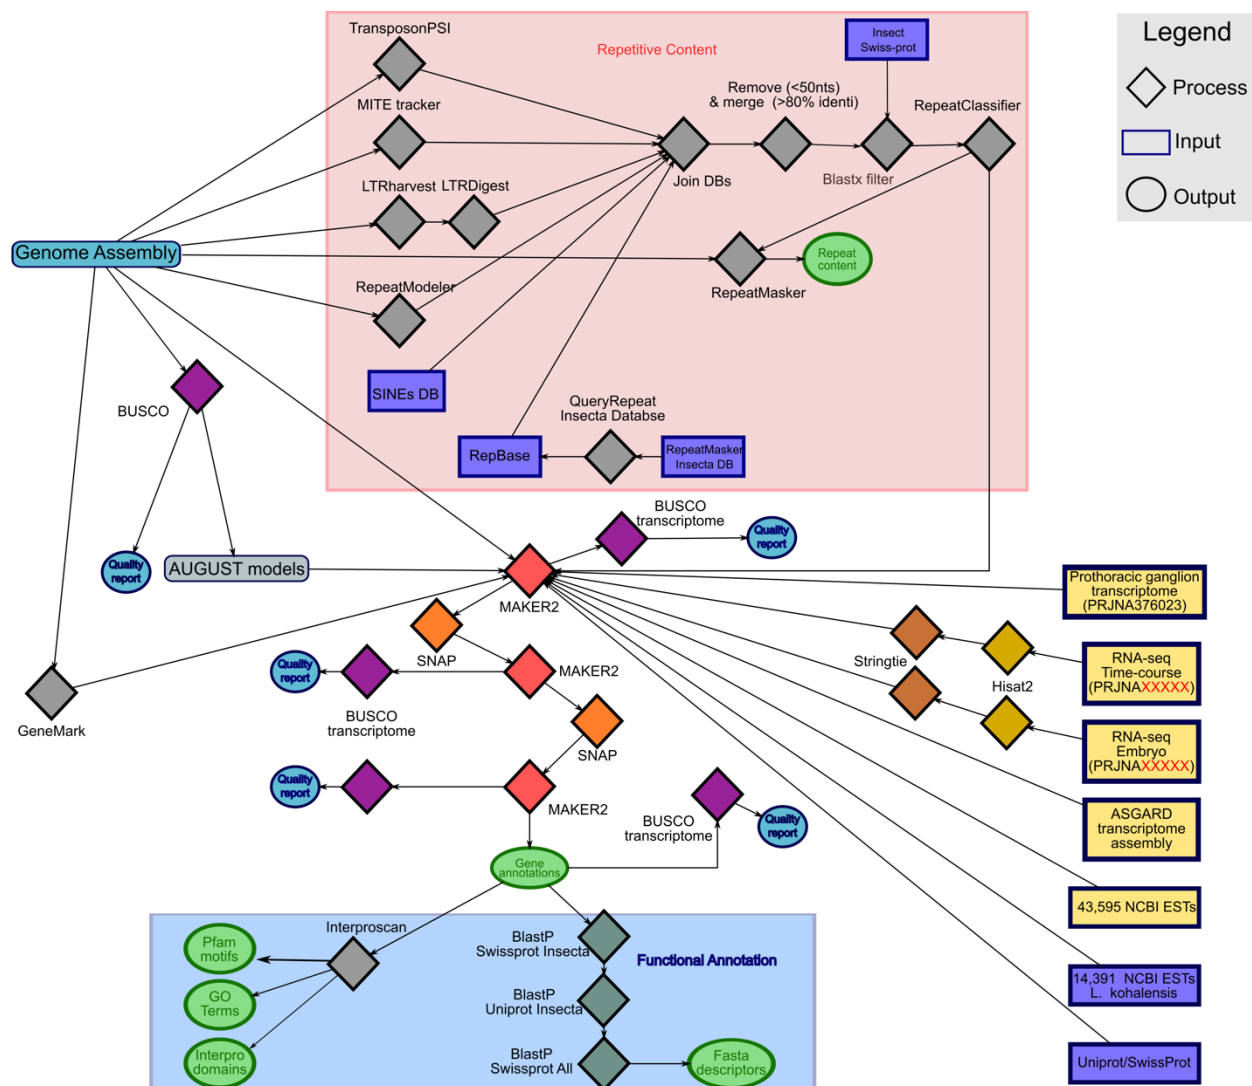 TransposonPSI
Repetitive Content
Insect
Swiss-prot
Legend
Process
Input
Output
MITE tracker
Remove (<50nts)
& merge (>80% identi)
RepeatClassifier
Join DBs
Blastx filter
LTRharvest
LTRDigest
Genome Assembly
Repeat
content
RepeatMasker
RepeatModeler
SINEs DB
QueryRepeat
Insecta Databse
RepBase
RepeatMasker
Insecta DB
BUSCO
BUSCO
transcriptome
Quality
report
Quality
report
AUGUST models
MAKER2
Prothoracic ganglion
transcriptome
(PRJNA376023)
SNAP
MAKER2
Quality
report
BUSCO
transcriptome
Stringtie
Hisat2
RNA-seq
Time-course
(PRJNAXXXXX)
GeneMark
SNAP
RNA-seq
Embryo
(PRJNAXXXXX)
Quality
report
MAKER2
BUSCO
transcriptome
Quality
report
ASGARD
transcriptome
assembly
Gene
annotations
43,595 NCBI ESTs
Interproscan
Pfam
motifs
BlastP
Swissprot Insecta
Functional Annotation
14,391 NCBI ESTs
L. kohalensis
GO
Terms
BlastP
Uniprot Insecta
Interpro
domains
BlastP
Swissprot All
Fasta
descriptors
Uniprot/SwissProt